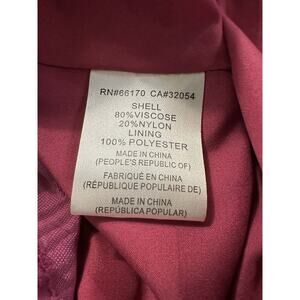 RN#66170 CA#32054
SHELL
80%VISCOSE
20%NYLON
LINING
100% POLYESTER
MADE IN CHINA
(PEOPLE'S REPUBLIC OF)
FABRIQUÉ EN CHINA
(RÉPUBLIQUE POPULAIRE DE)
MADE IN CHINA
(REPÚBLICA POPULAR)